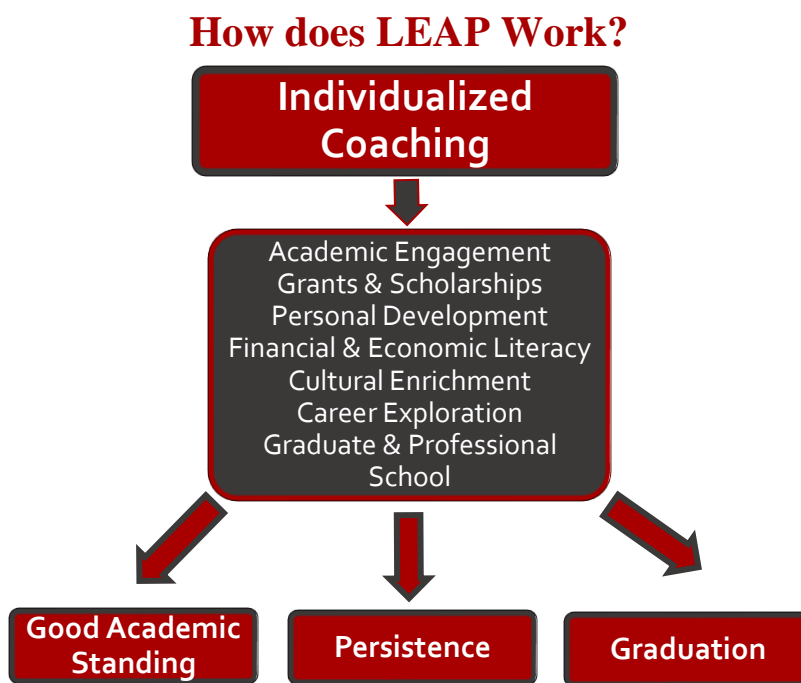 How does LEAP Work?
Individualized
Coaching
Academic Engagement
Grants & Scholarships
Personal Development
Financial & Economic Literacy
Cultural Enrichment
Career Exploration
Graduate & Professional
School
Good Academic
Standing
Persistence
Graduation